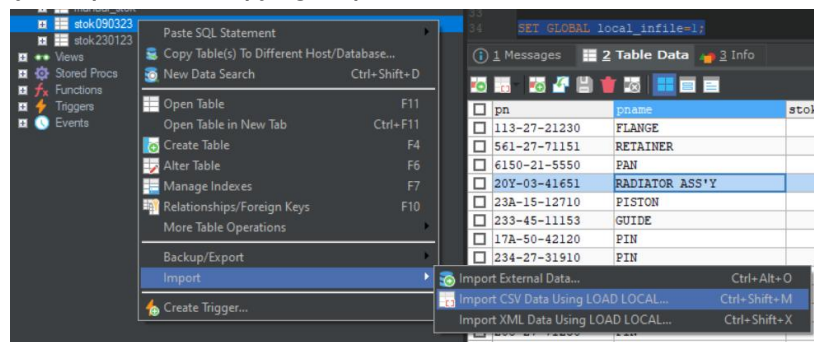 manual_stok
stok090323
stok230123
Views
Stored Procs
Functions
Triggers
Events
Paste SQL Statement
Copy Table(s) To Different Host/Database...
New Data Search Ctrl+Shift+D
Open Table F11
Open Table in New Tab Ctrl+F11
Create Table F4
Alter Table F6
Manage Indexes F7
Relationships/Foreign Keys F10
More Table Operations
Backup/Export
Import
Create Trigger...
Import External Data... Ctrl+Alt+O
Import CSV Data Using LOAD LOCAL... Ctrl+Shift+M
Import XML Data Using LOAD LOCAL... Ctrl+Shift+X
33
34 SET GLOBAL local_infile=1;
1 Messages 2 Table Data 3 Info
pn pname stok
113-27-21230 FLANGE
561-27-71151 RETAINER
6150-21-5550 PAN
20Y-03-41651 RADIATOR ASS'Y
23A-15-12710 PISTON
233-45-11153 GUIDE
17A-50-42120 PIN
234-27-31910 PIN